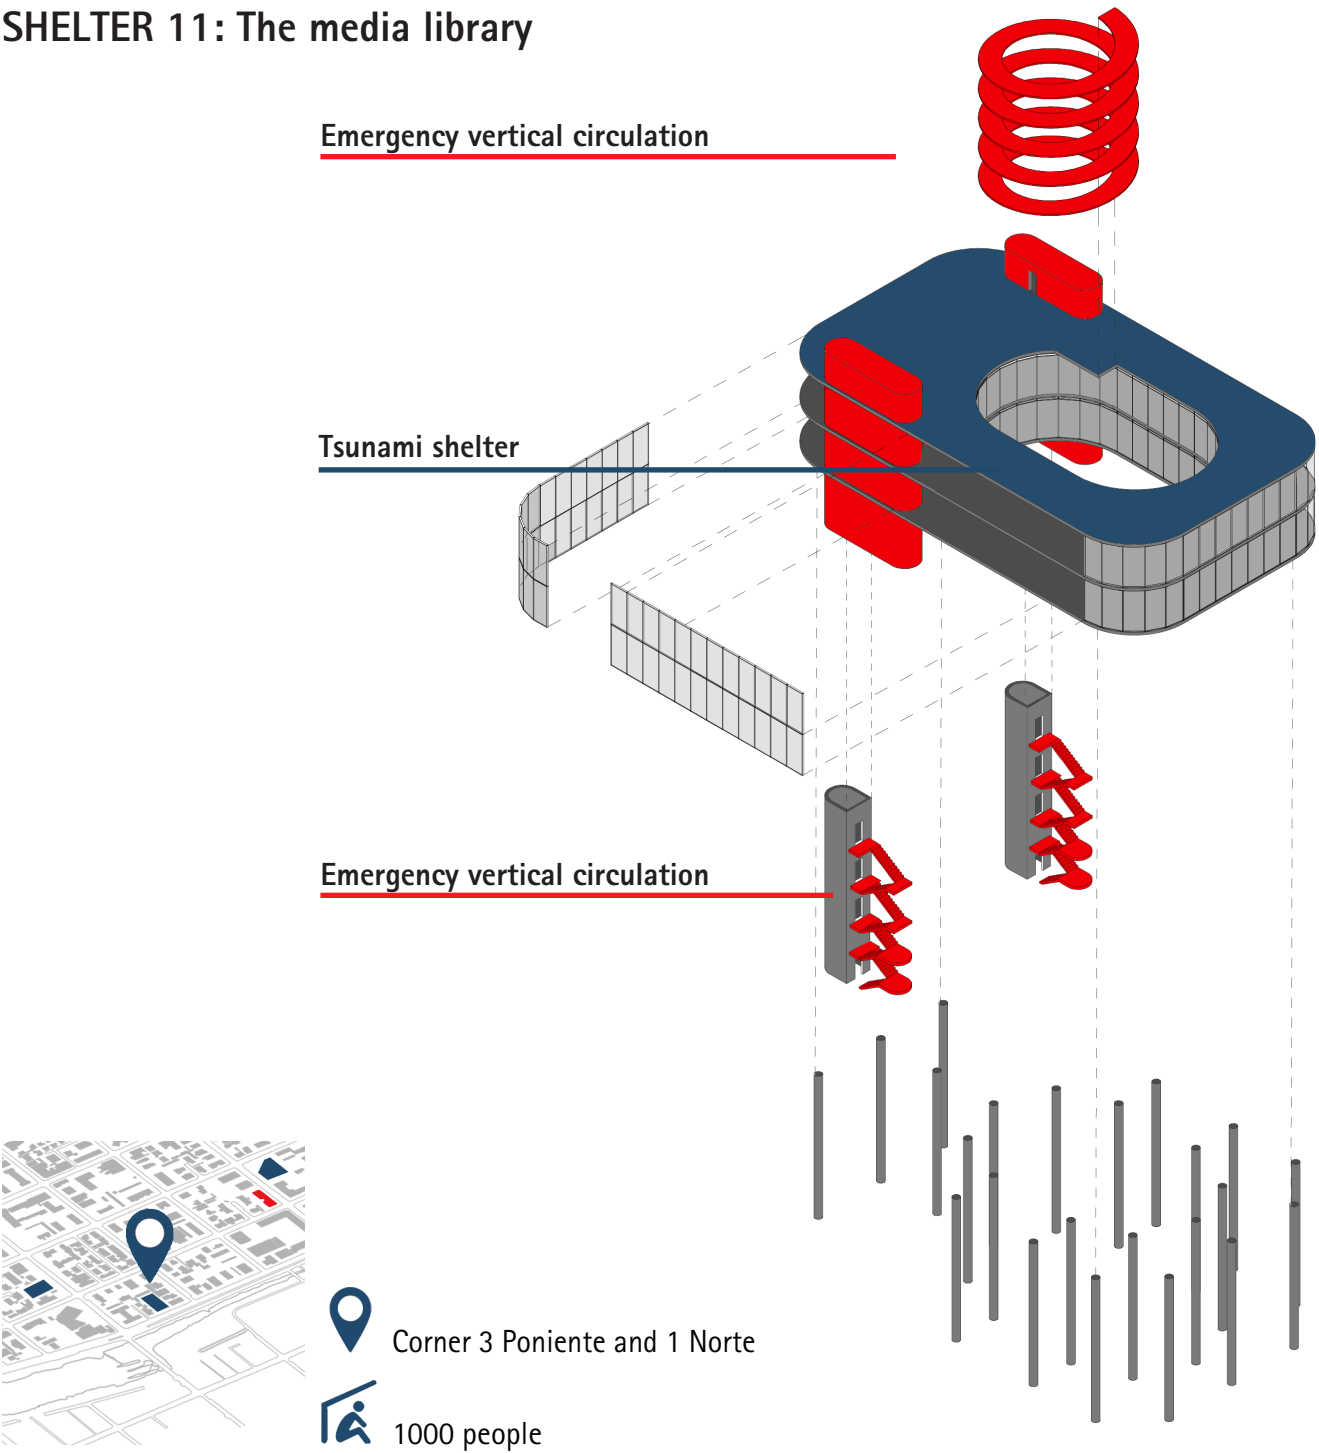 SHELTER 11: The media library
Emergency vertical circulation
Tsunami shelter
Emergency vertical circulation
Corner 3 Poniente and 1 Norte
1000 people